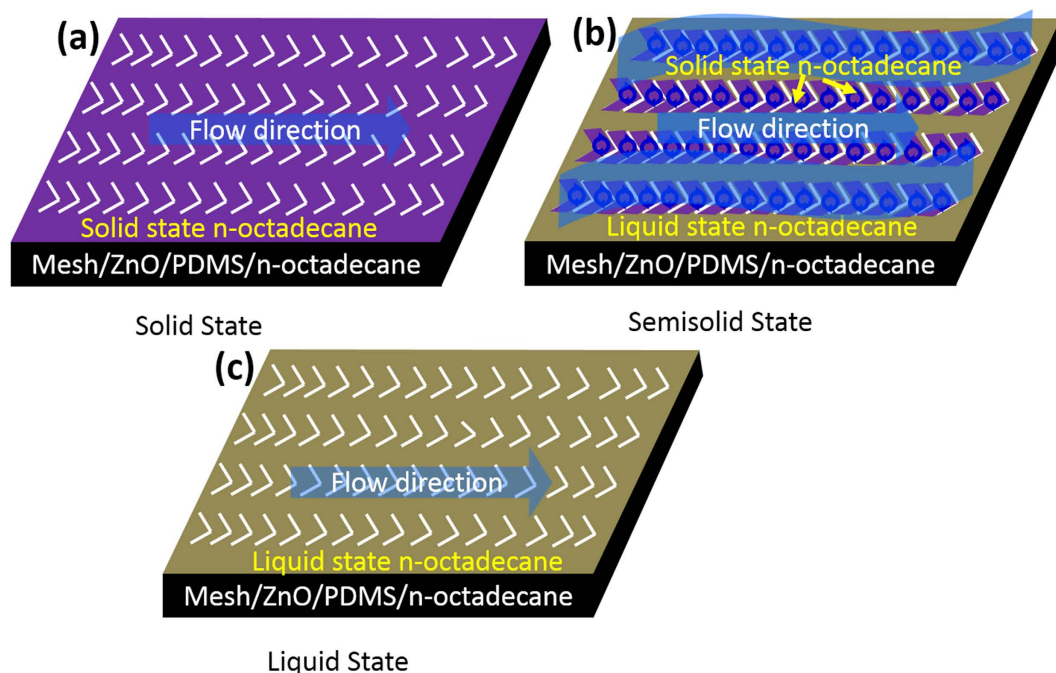 (a)
Flow direction
Solid state n-octadecane
Mesh/ZnO/PDMS/n-octadecane
Solid State
(b)
Solid state n-octadecane
Flow direction
Liquid state n-octadecane
Mesh/ZnO/PDMS/n-octadecane
Semisolid State
(c)
Flow direction
Liquid state n-octadecane
Mesh/ZnO/PDMS/n-octadecane
Liquid State